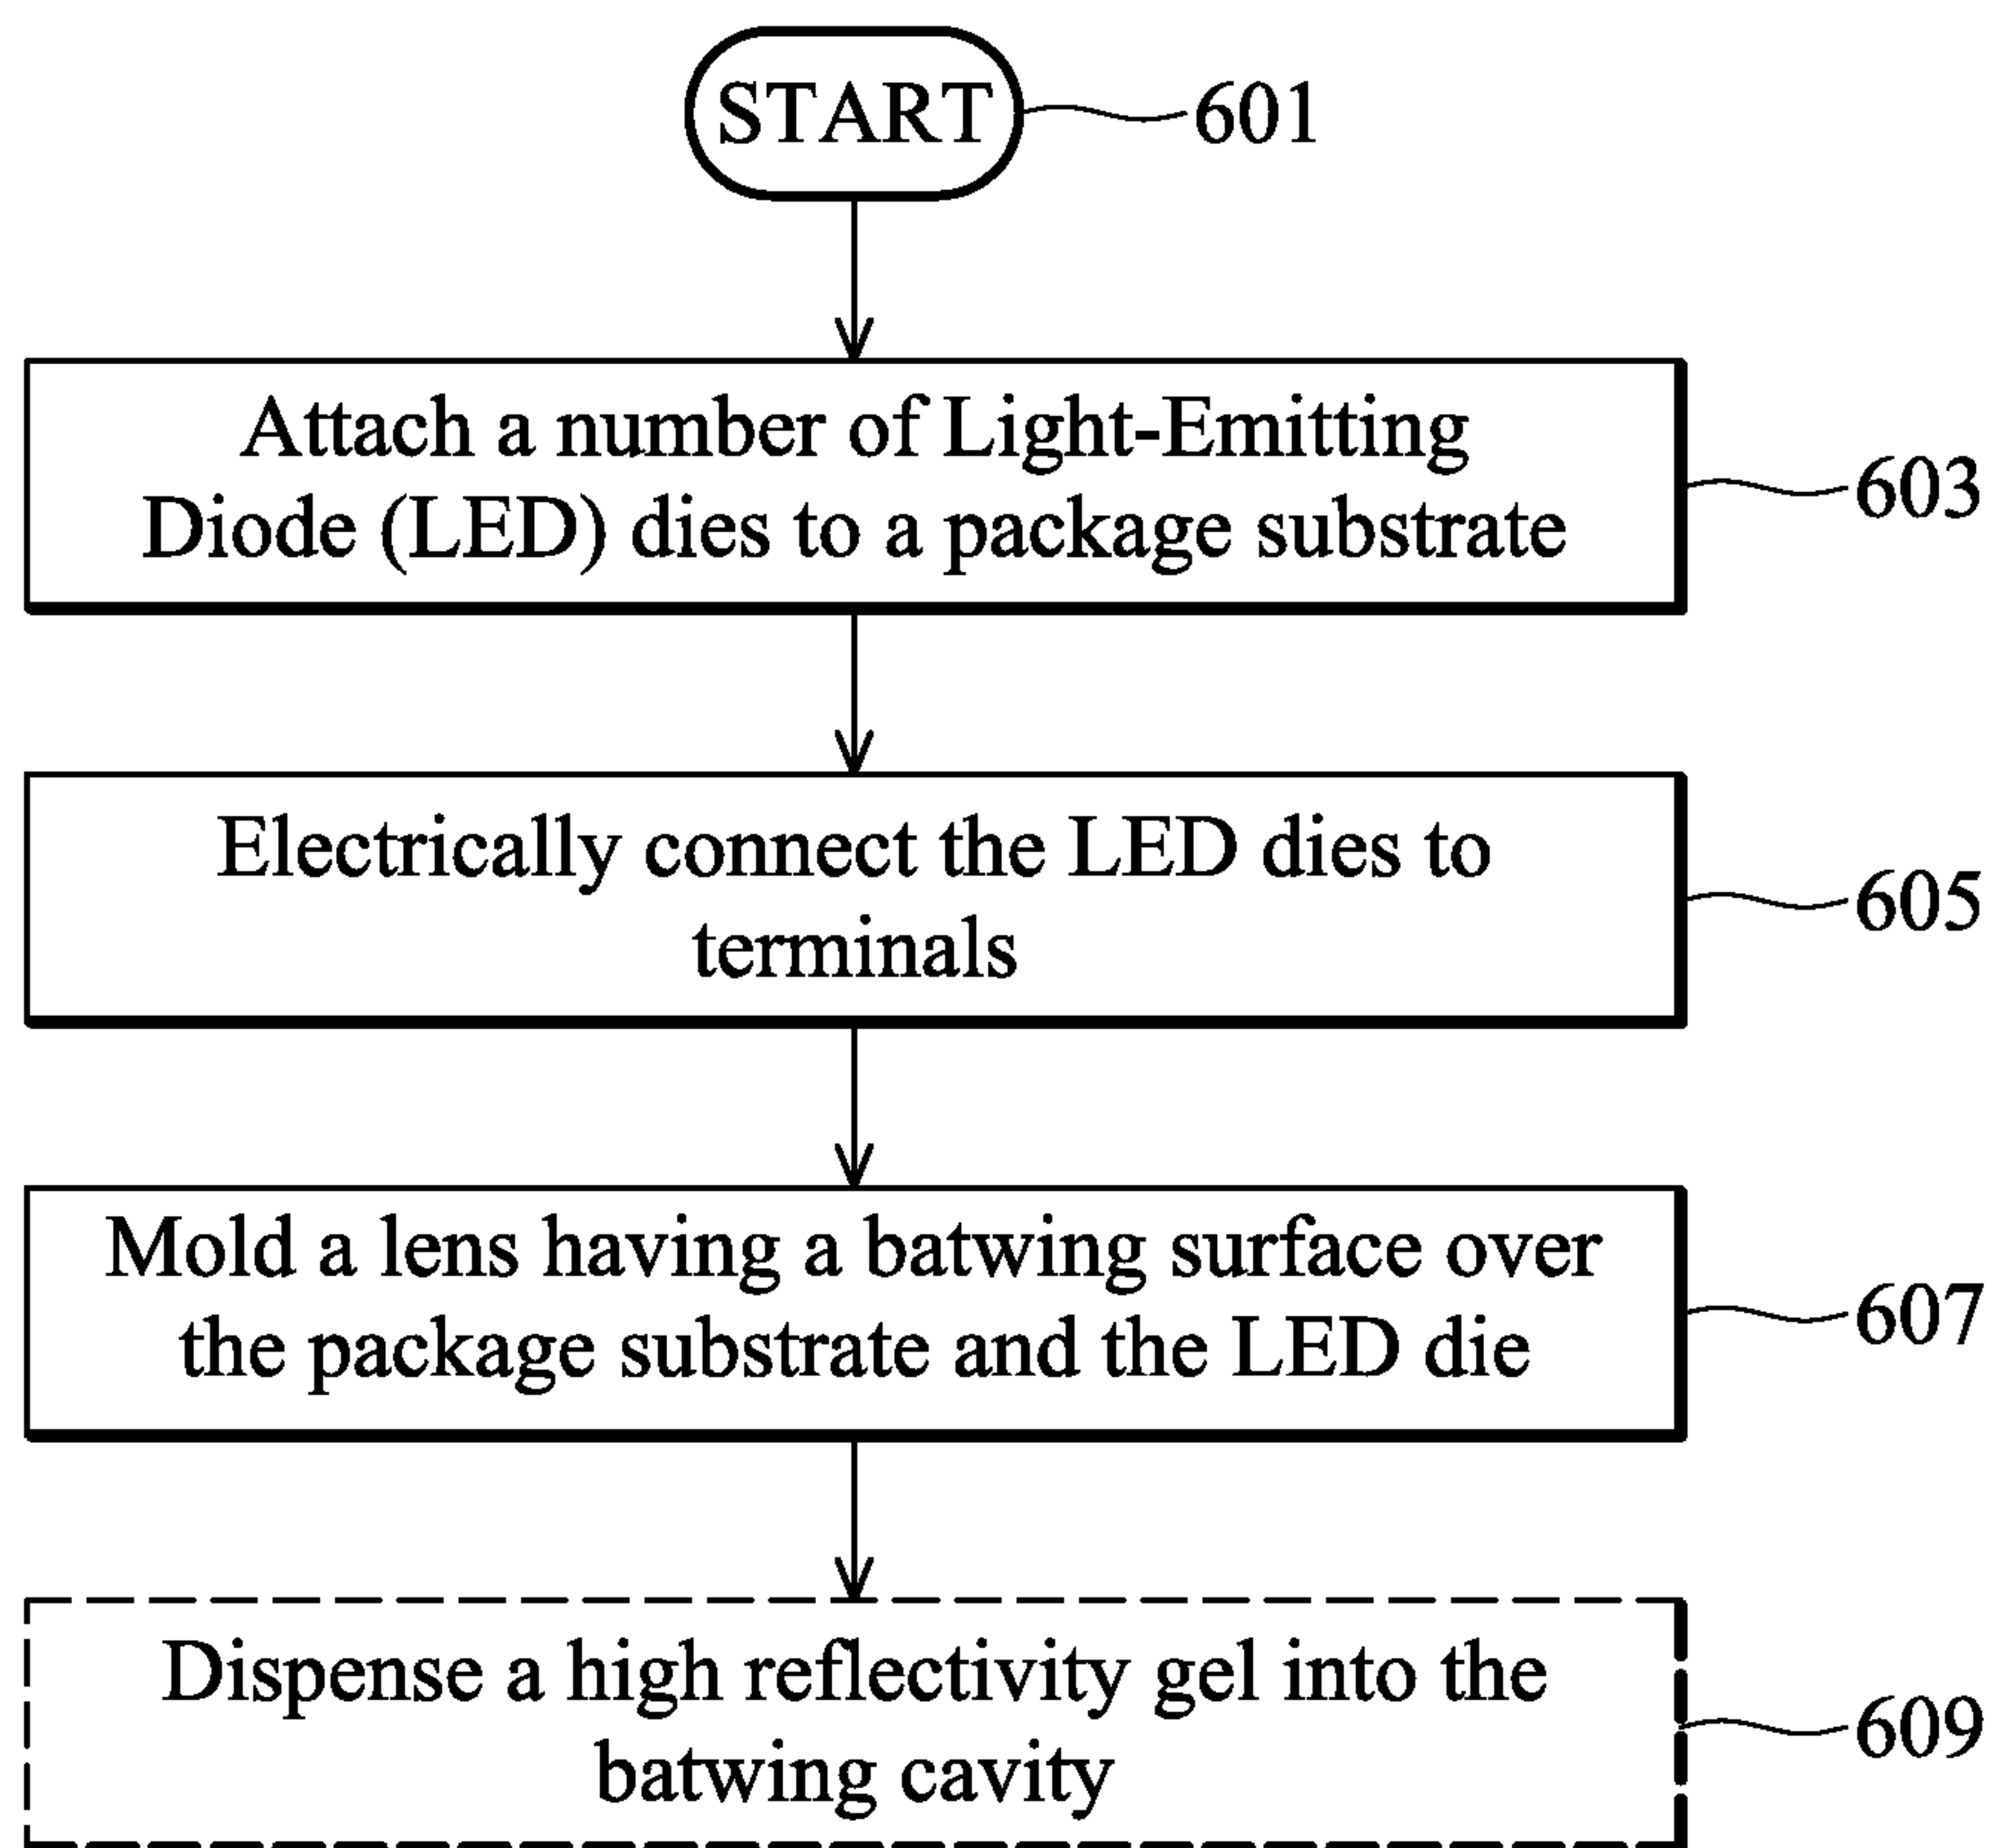 START
601
Attach a number of Light-Emitting
Diode (LED) dies to a package substrate
603
Electrically connect the LED dies to
terminals
605
Mold a lens having a batwing surface over
the package substrate and the LED die
607
Dispense a high reflectivity gel into the
batwing cavity
609